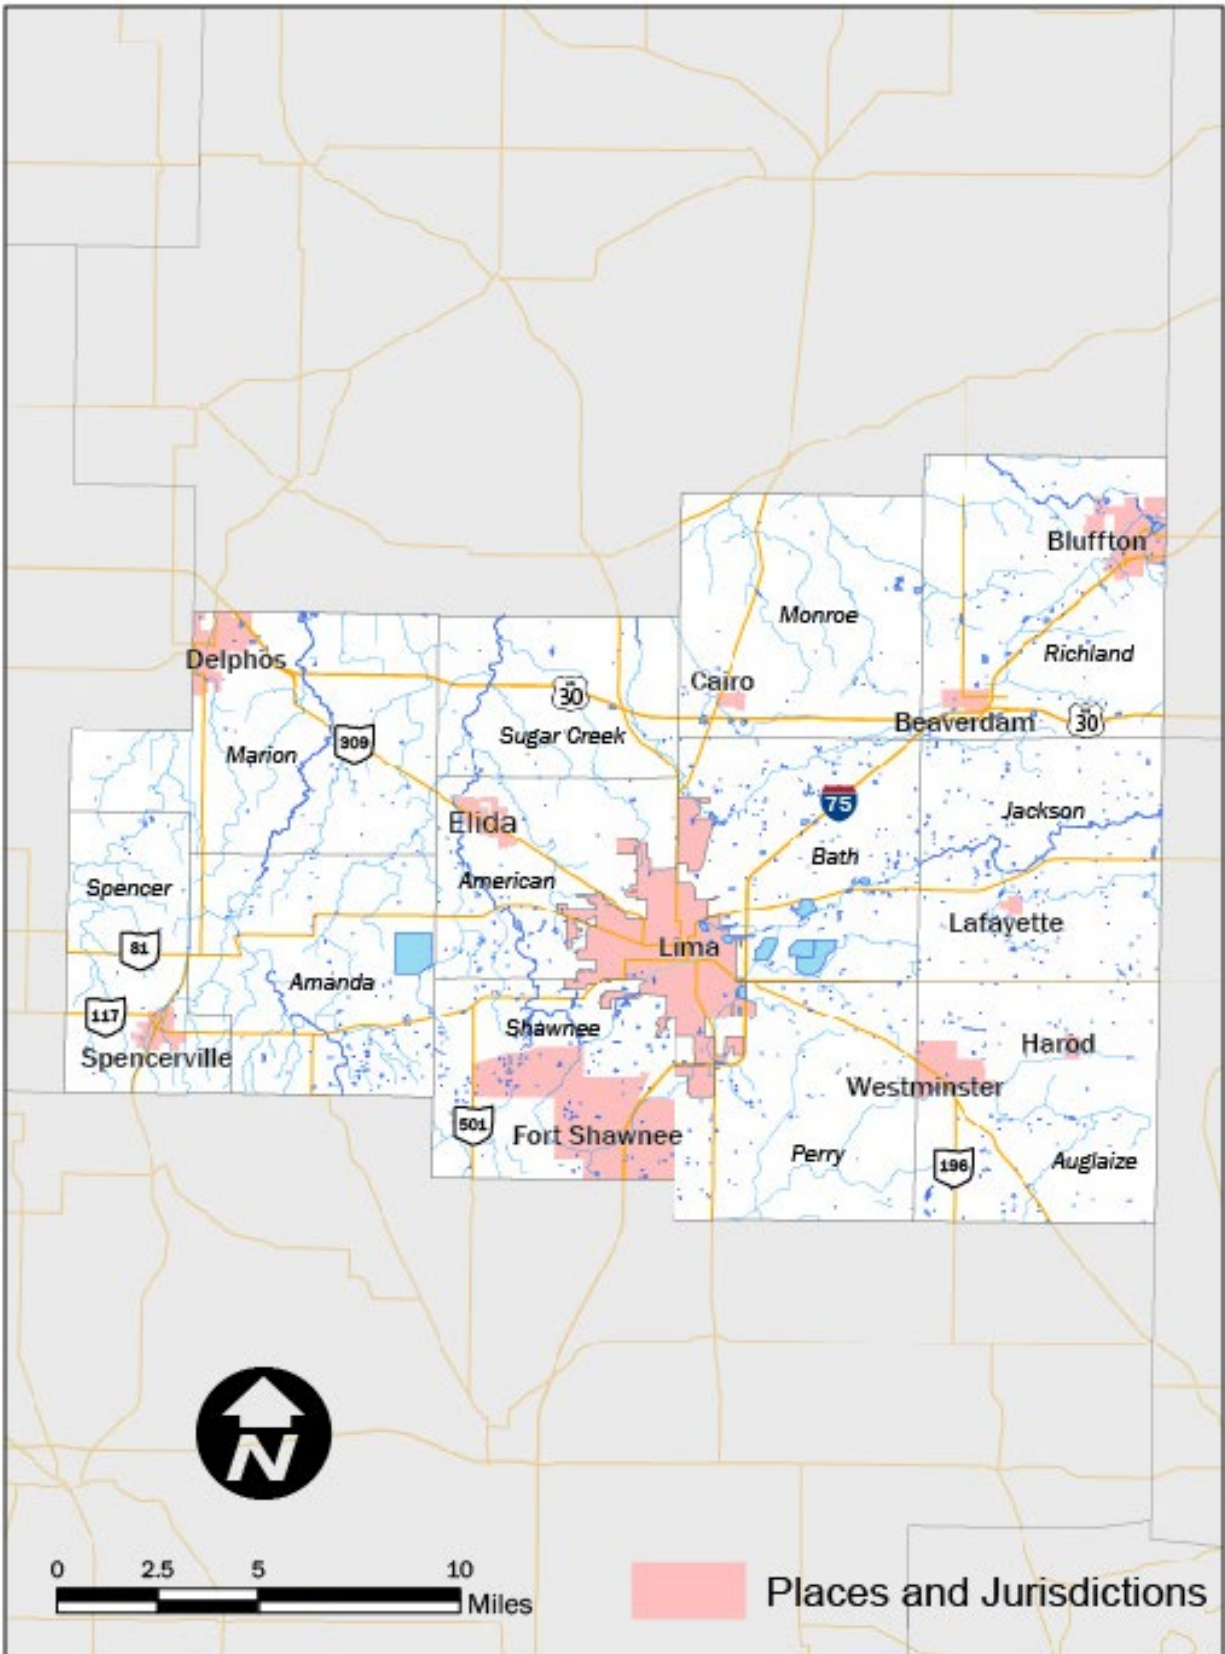 Bluffton
Monroe
Richland
Delphos
Cairo
US
30
Beaverdam
30
Sugar Creek
309
Marion
75
Jackson
Elida
Bath
American
Spencer
Lafayette
Lima
81
Amanda
117
Shawnee
Harod
Spencerville
Westminster
501
Fort Shawnee
Perry
196
Auglaize
N
0 2.5 5 10
Miles
Places and Jurisdictions